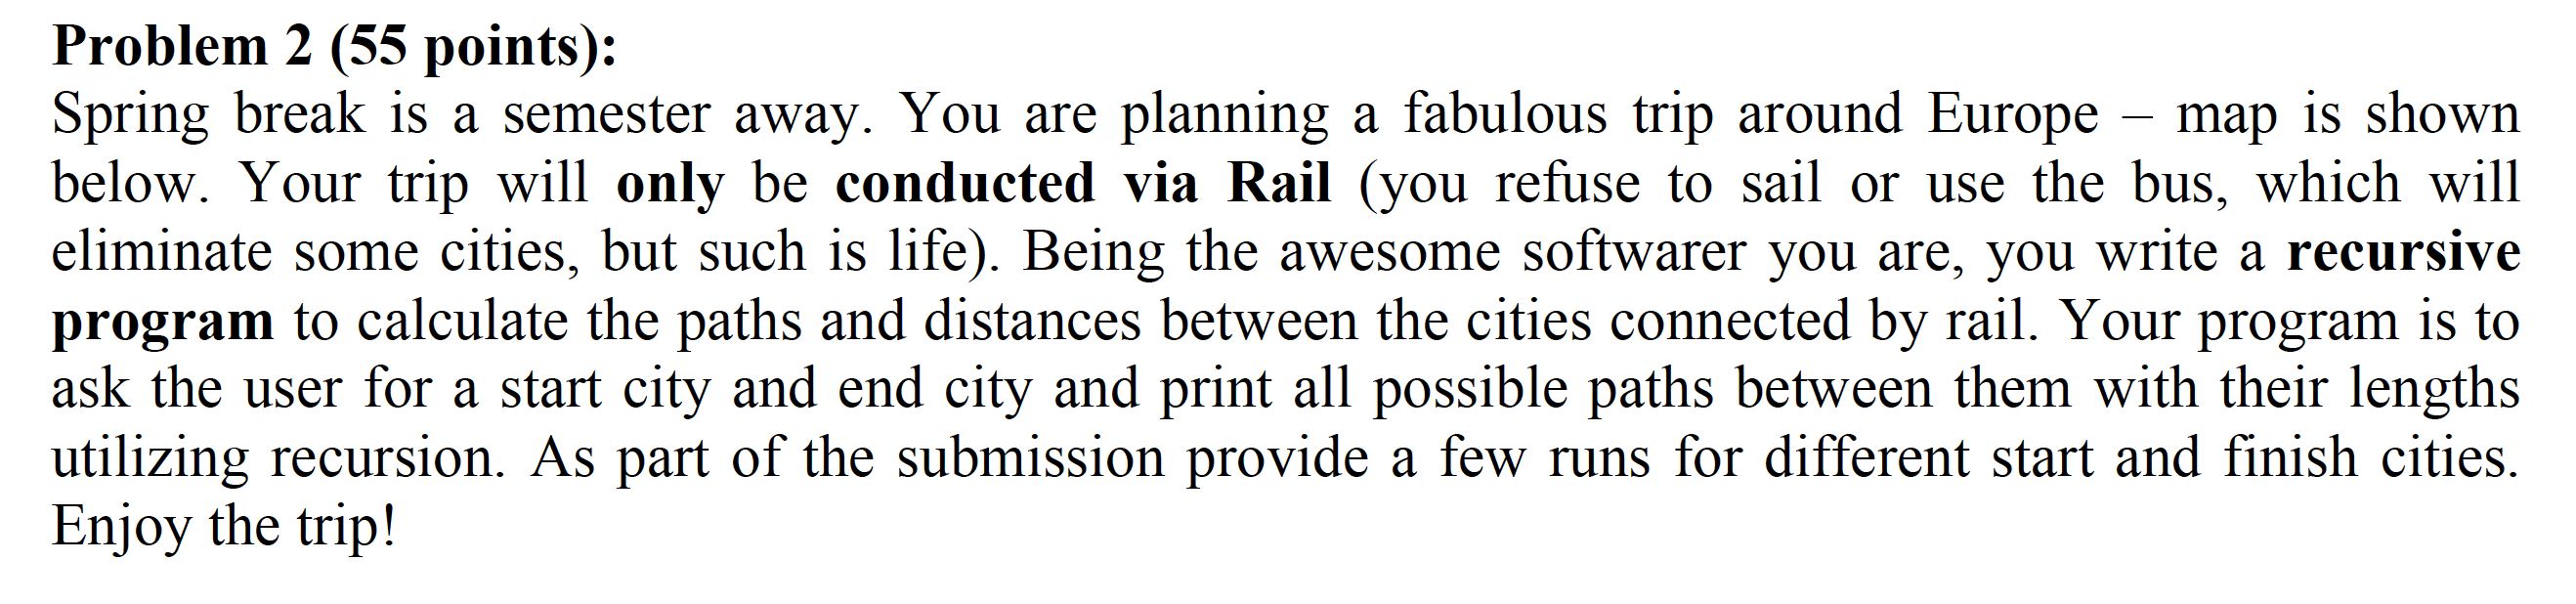 Problem 2 (55 points):
Spring break is a semester away. You are planning a fabulous trip around Europe – map is shown
below. Your trip will only be conducted via Rail (you refuse to sail or use the bus, which will
eliminate some cities, but such is life). Being the awesome softwarer you are, you write a recursive
program to calculate the paths and distances between the cities connected by rail. Your program is to
ask the user for a start city and end city and print all possible paths between them with their lengths
utilizing recursion. As part of the submission provide a few runs for different start and finish cities.
Enjoy the trip!